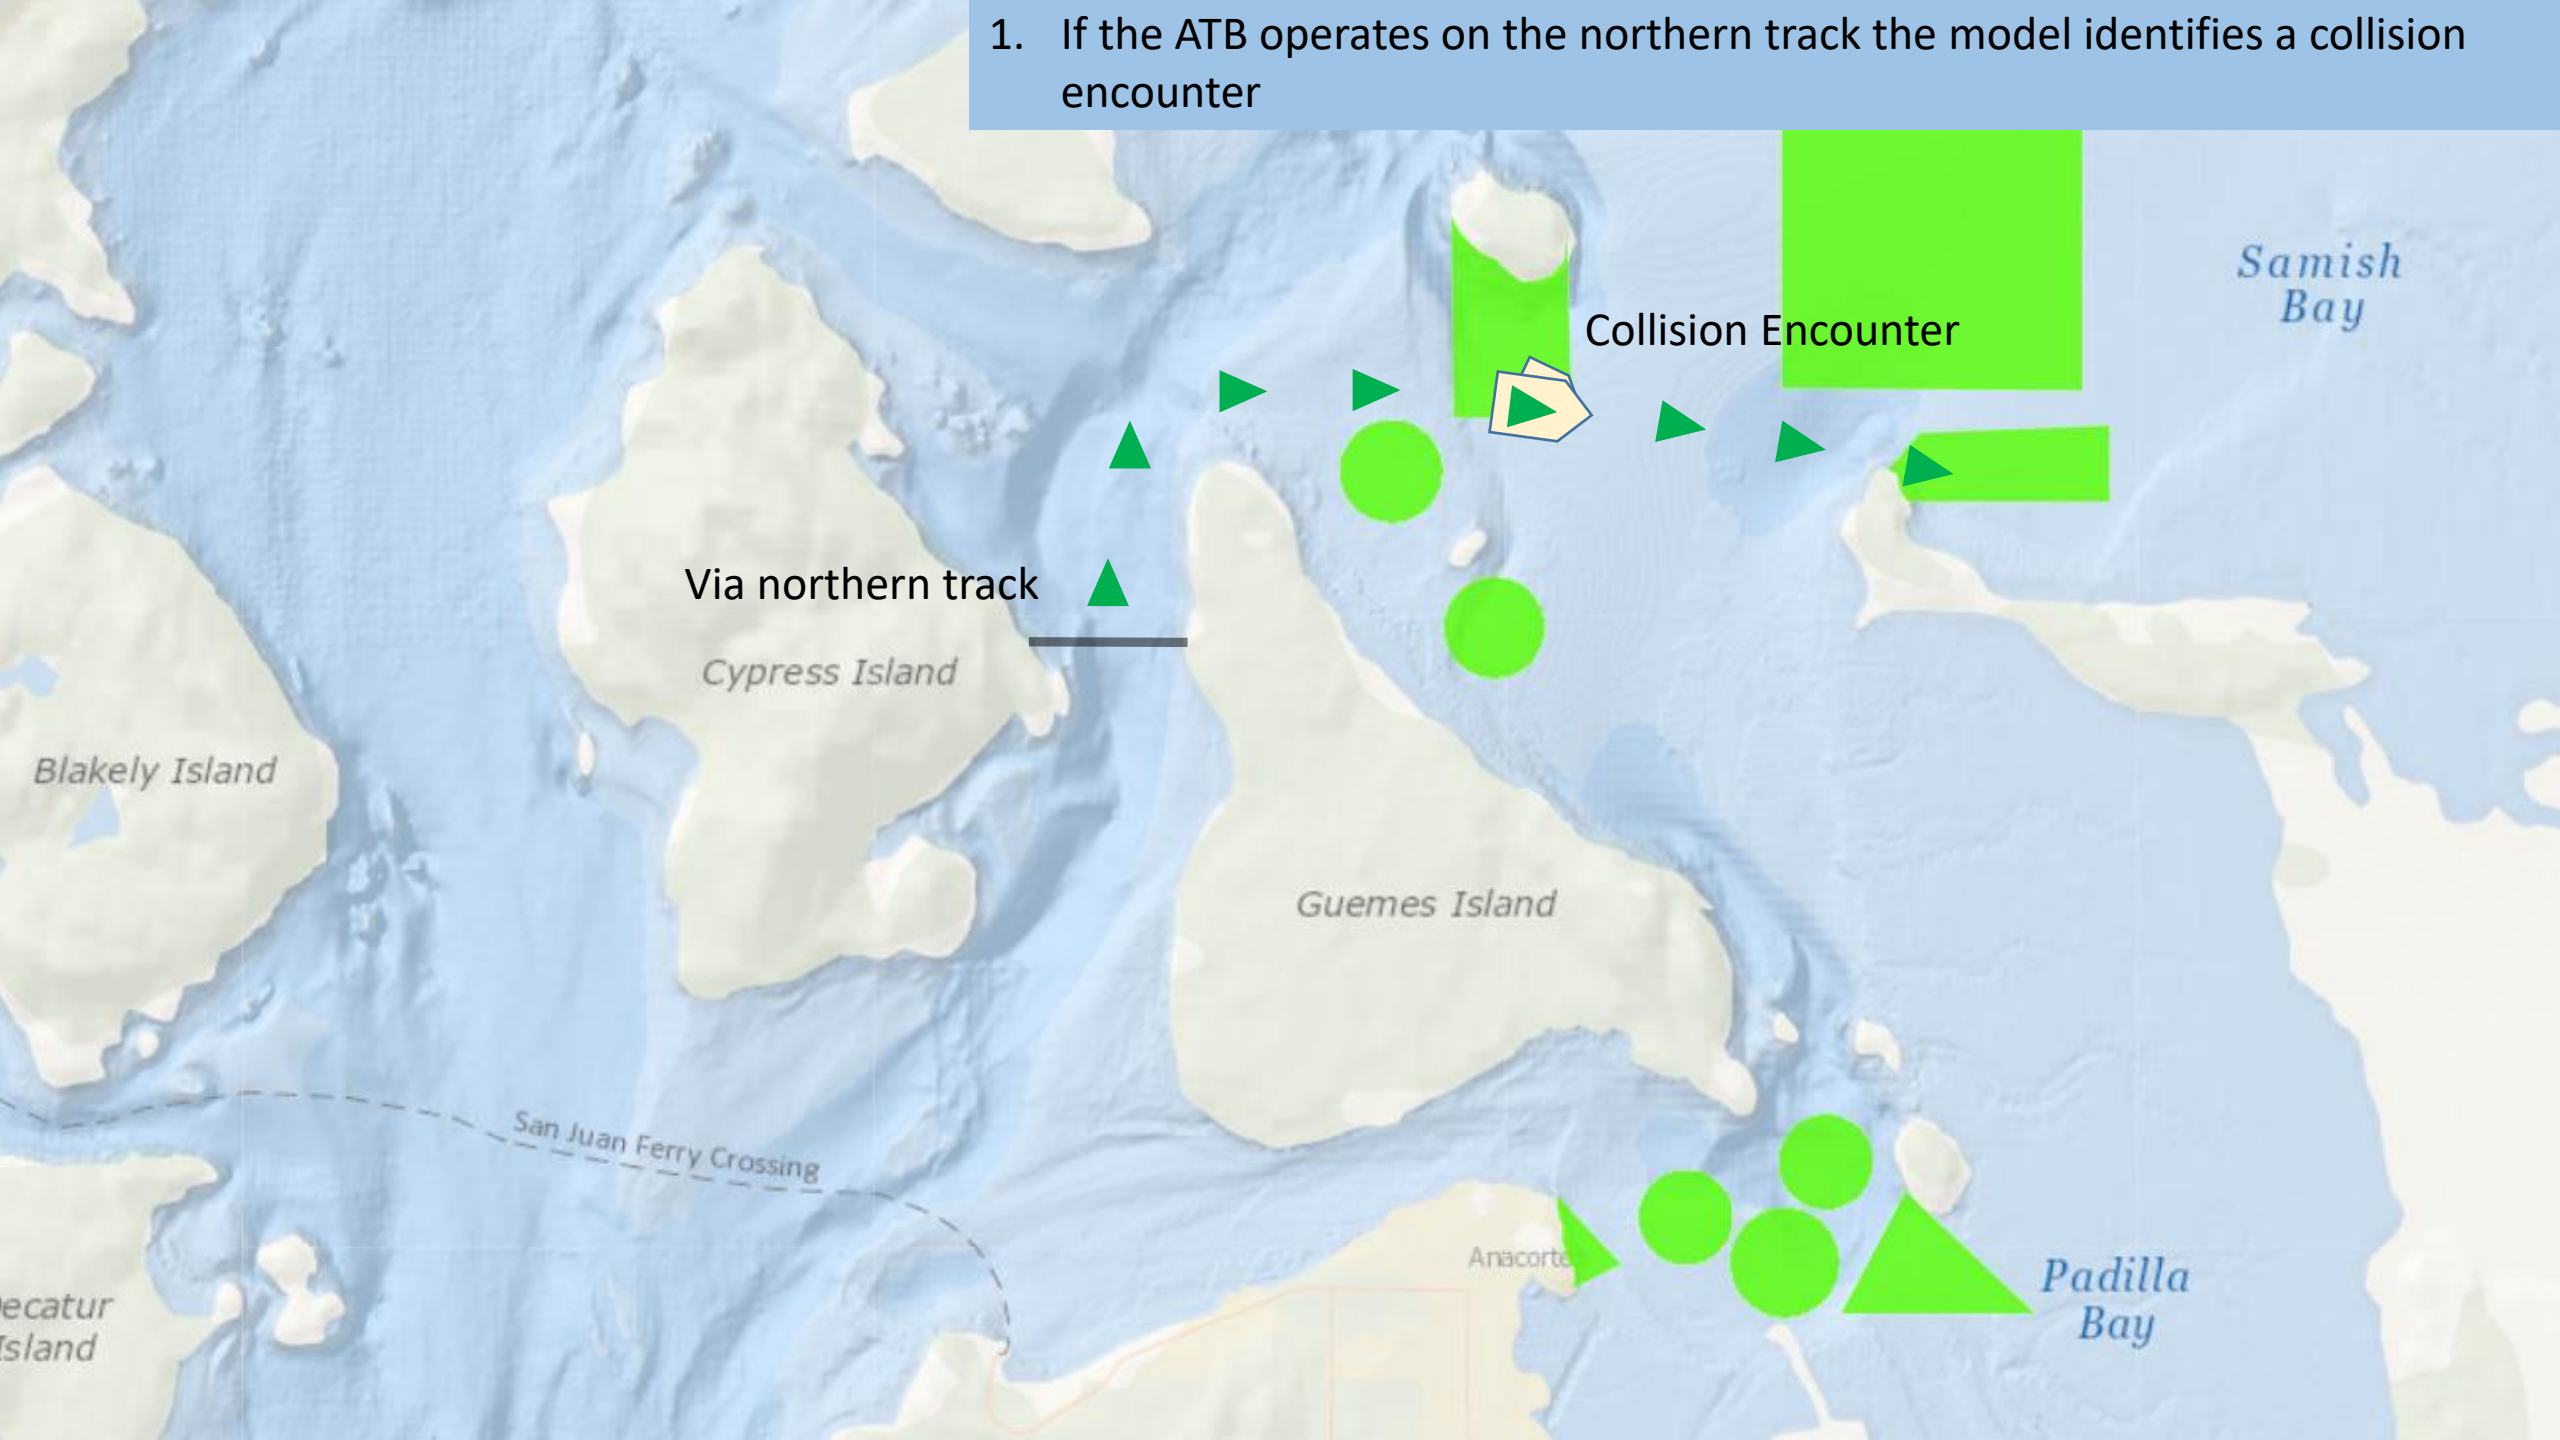 1. If the ATB operates on the northern track the model identifies a collision
encounter
Samish
Bay
Collision Encounter
Via northern track
Cypress Island
Blakely Island
Guemes Island
San Juan Ferry Crossing
Anacorte
Padilla
Bay
ecatur
Island